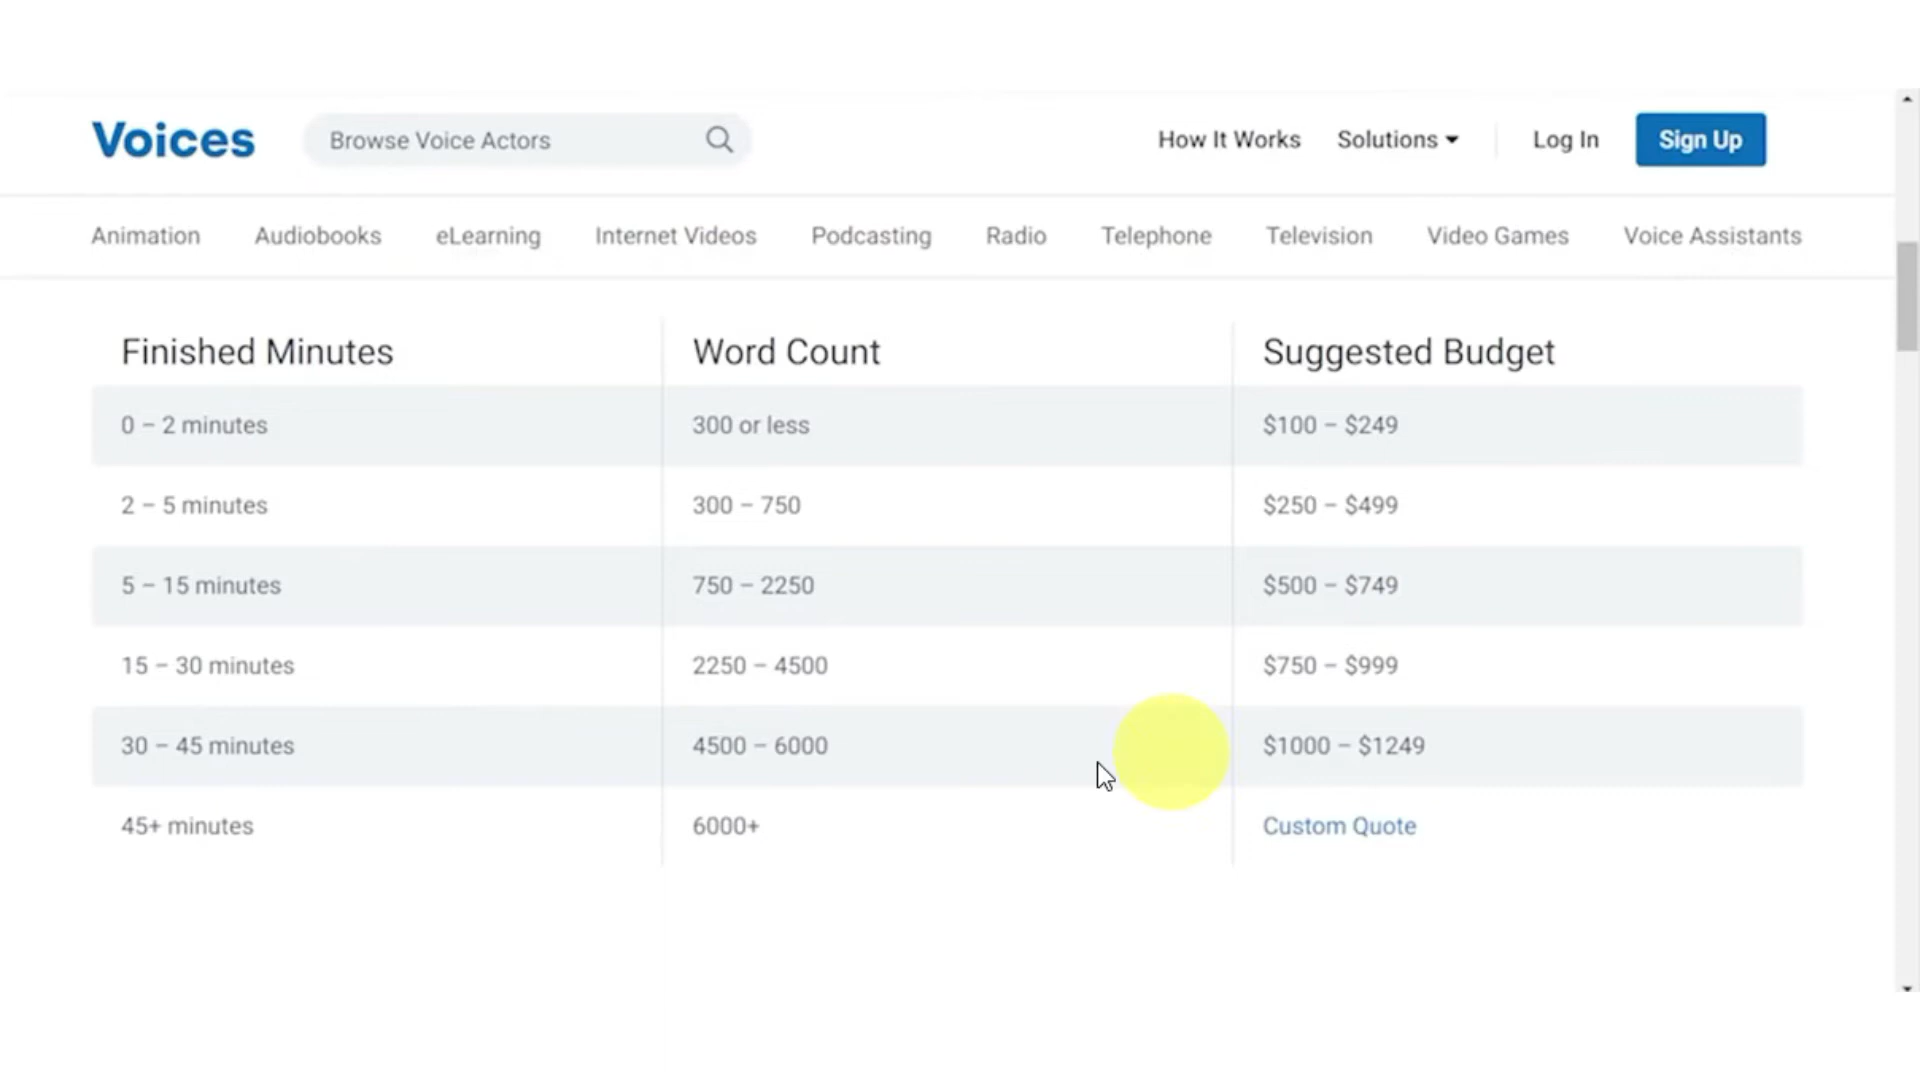 Voices Browse Voice Actors How It Works Solutions Log In Sign Up
Animation Audiobooks eLearning Internet Videos Podcasting Radio Telephone Television Video Games Voice Assistants
Finished Minutes Word Count Suggested Budget
0 – 2 minutes 300 or less $100 – $249
2 – 5 minutes 300 – 750 $250 – $499
5 – 15 minutes 750 – 2250 $500 – $749
15 – 30 minutes 2250 – 4500 $750 – $999
30 – 45 minutes 4500 – 6000 $1000 – $1249
45+ minutes 6000+ Custom Quote